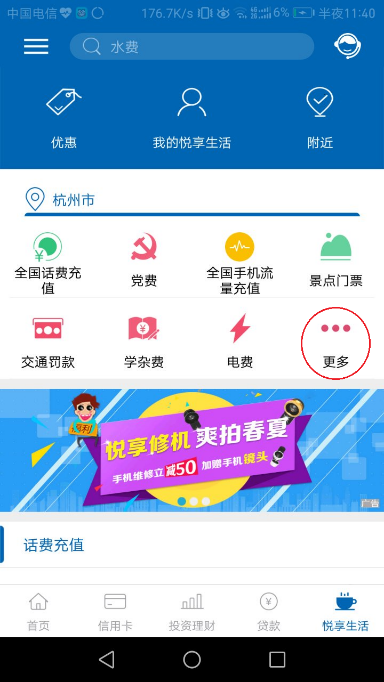 中国电信 176.7K/s 6% 半夜11:40
水费
优惠 我的悦享生活 附近
杭州市
全国话费充
值
党费
全国手机流
量充值
景点门票
交通罚款 学杂费 电费 更多
福利
悦享修机 爽拍春夏
手机维修立减50 加赠手机镜头
广告
话费充值
首页 信用卡 投资理财 贷款 悦享生活